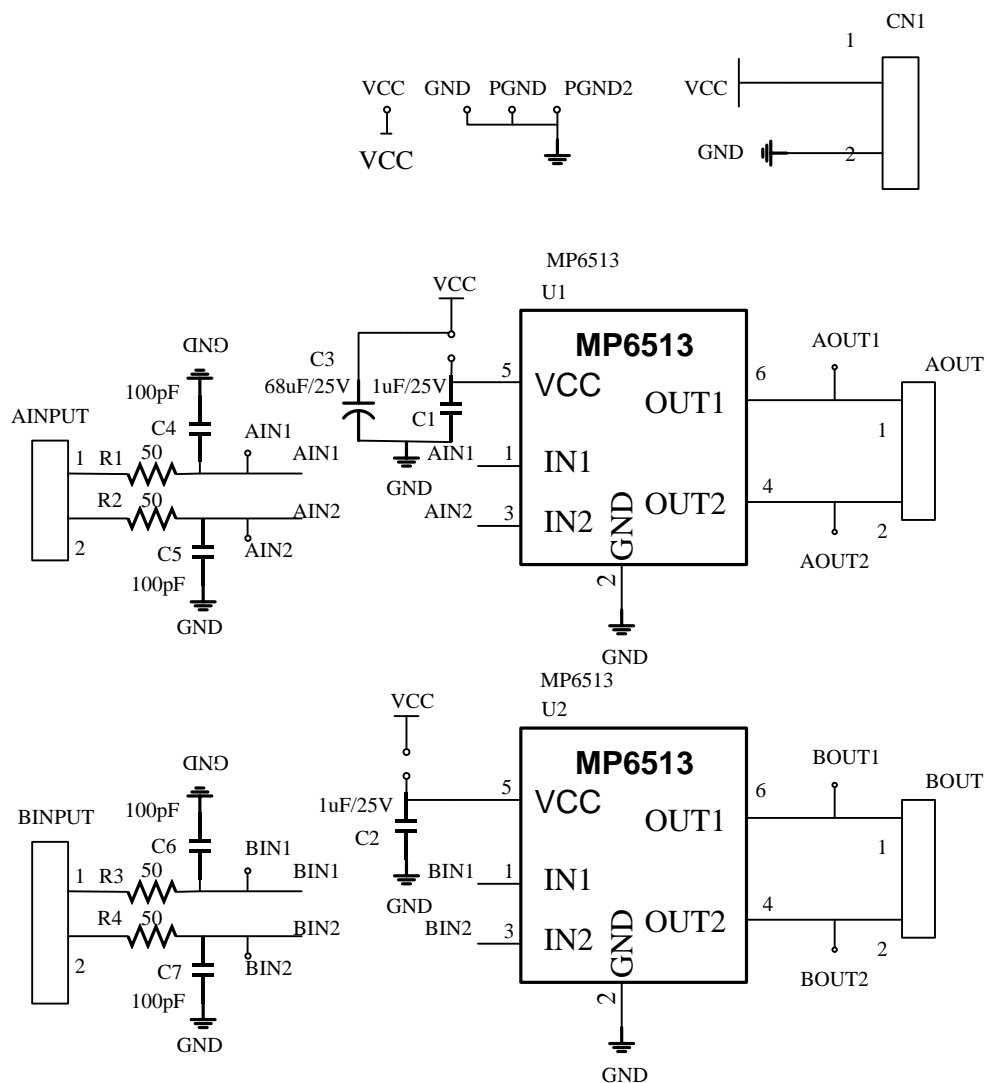 CN1
1
VCC GND PGND PGND2
VCC
VCC
GND
2
MP6513
U1
VCC
MP6513
GND
C3
AOUT1
AOUT
100pF
68uF/25V
1uF/25V
5
VCC
6
OUT1
AINPUT
C4
AIN1
C1
1
1
R1
50
AIN1
AIN1
1
IN1
GND
4
OUT2
R2
50
AIN2
AIN2
3
IN2
GND
2
C5
AIN2
2
AOUT2
100pF
2
GND
GND
MP6513
U2
VCC
MP6513
GND
BOUT1
BOUT
100pF
1uF/25V
5
VCC
6
OUT1
BINPUT
C6
BIN1
C2
1
1
R3
50
BIN1
BIN1
1
IN1
GND
4
OUT2
R4
50
BIN2
BIN2
3
IN2
GND
2
C7
BIN2
2
BOUT2
100pF
2
GND
GND